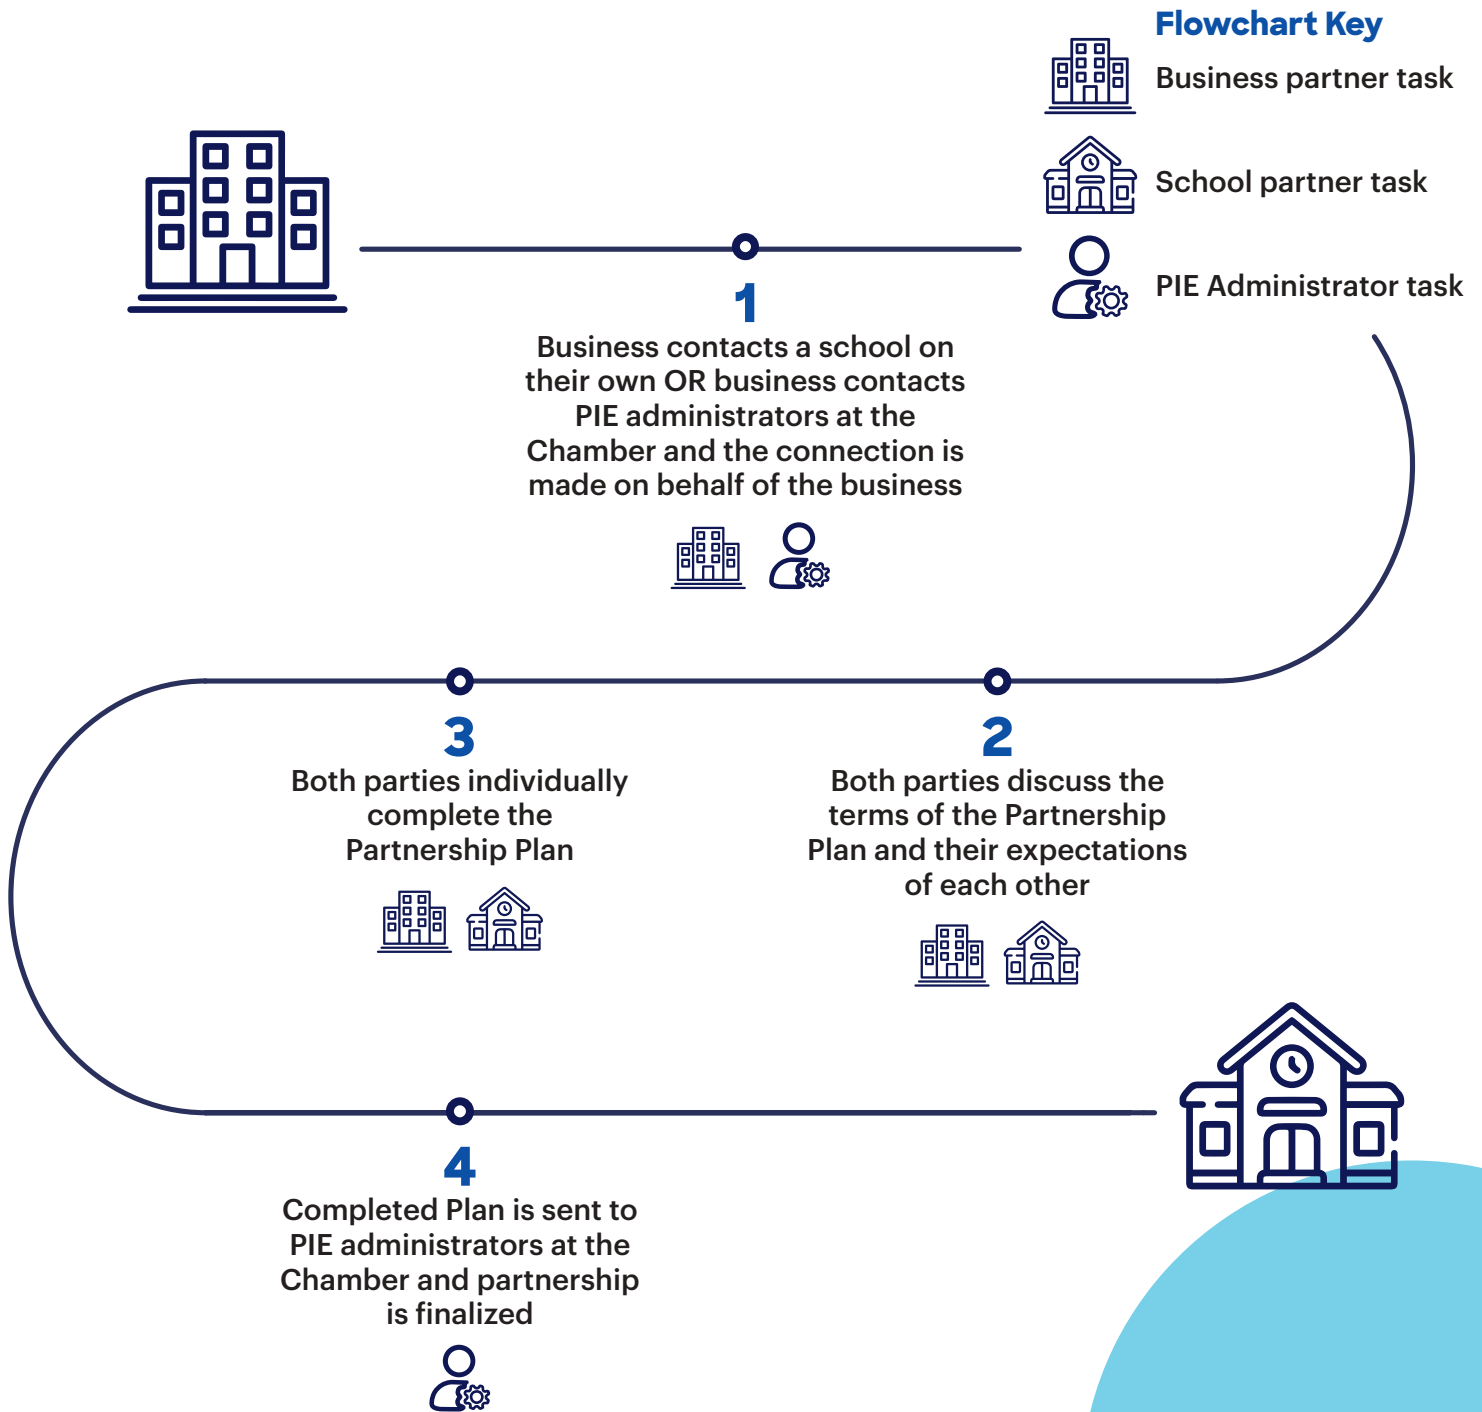 Flowchart Key
Business partner task
School partner task
PIE Administrator task
1
Business contacts a school on
their own OR business contacts
PIE administrators at the
Chamber and the connection is
made on behalf of the business
2
Both parties discuss the
terms of the Partnership
Plan and their expectations
of each other
3
Both parties individually
complete the
Partnership Plan
4
Completed Plan is sent to
PIE administrators at the
Chamber and partnership
is finalized